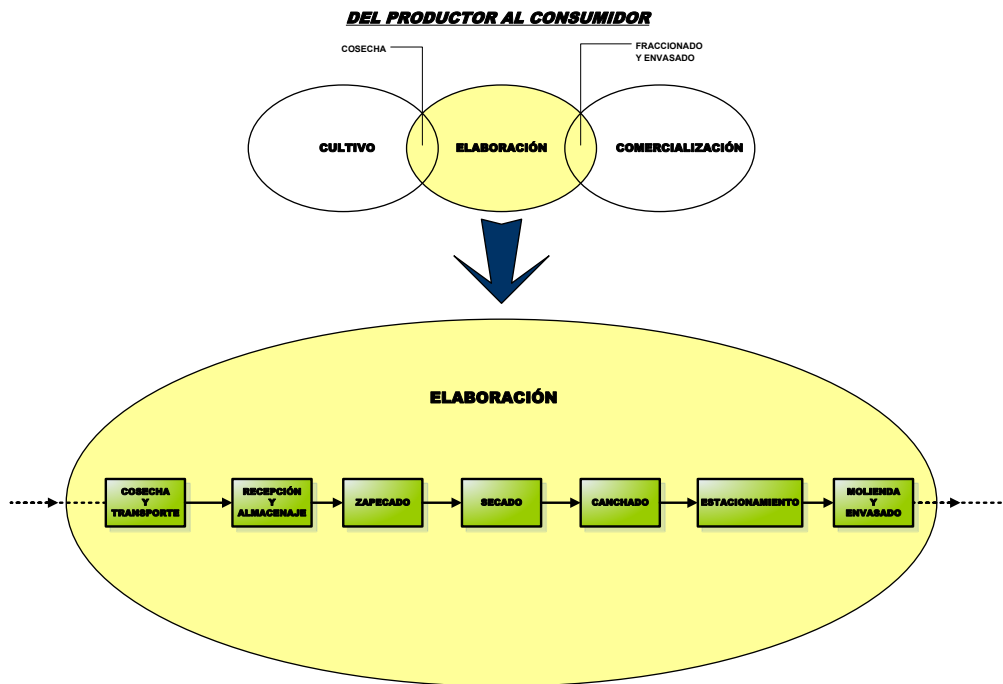 DEL PRODUCTOR AL CONSUMIDOR
COSECHA
FRACCIONADO
Y ENVASADO
CULTIVO
ELABORACIÓN
COMERCIALIZACIÓN
ELABORACIÓN
COSECHA
Y
TRANSPORTE
RECEPCIÓN
Y
ALMACENAJE
ZAPECADO
SECADO
CANCHADO
ESTACIONAMIENTO
MOLIENDA
Y
ENVASADO